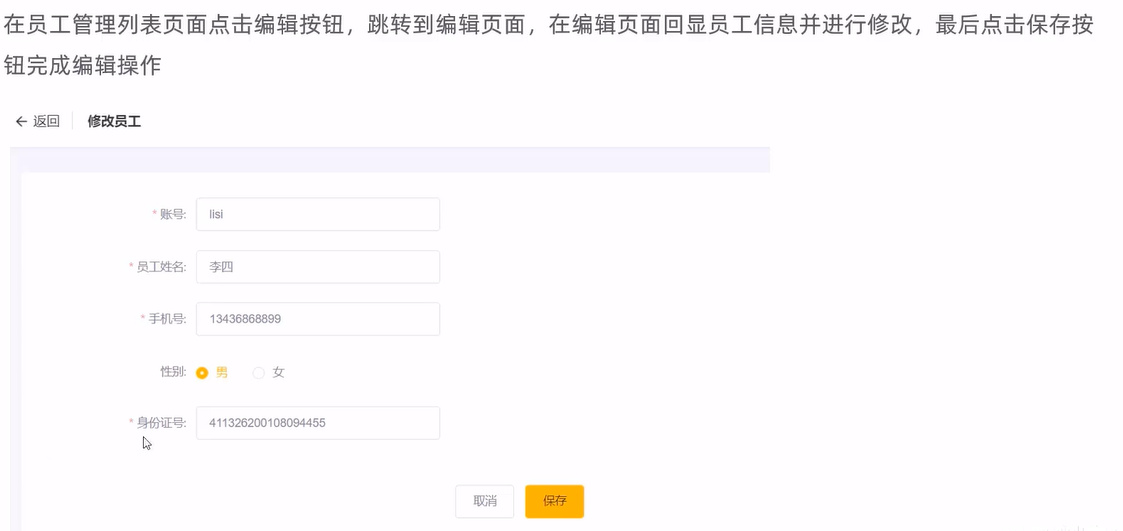 在员工管理列表页面点击编辑按钮，跳转到编辑页面，在编辑页面回显员工信息并进行修改，最后点击保存按
钮完成编辑操作
← 返回 修改员工
* 账号: lisi
* 员工姓名: 李四
* 手机号: 13436868899
性别: 男 女
* 身份证号: 411326200108094455
取消 保存